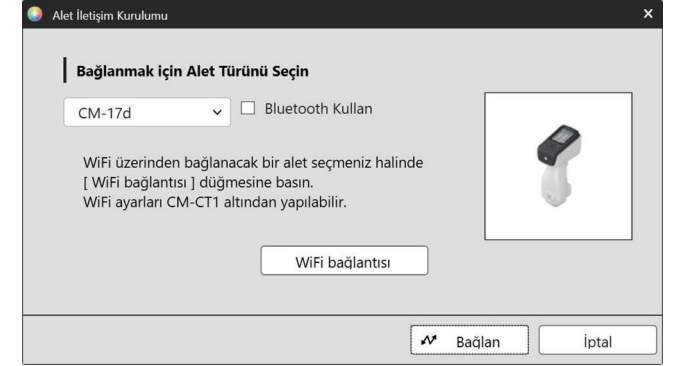 Alet İletişim Kurulumu
Bağlanmak için Alet Türünü Seçin
CM-17d
Bluetooth Kullan
WiFi üzerinden bağlanacak bir alet seçmeniz halinde
[ WiFi bağlantısı ] düğmesine basın.
WiFi ayarları CM-CT1 altından yapılabilir.
WiFi bağlantısı
Bağlan
İptal